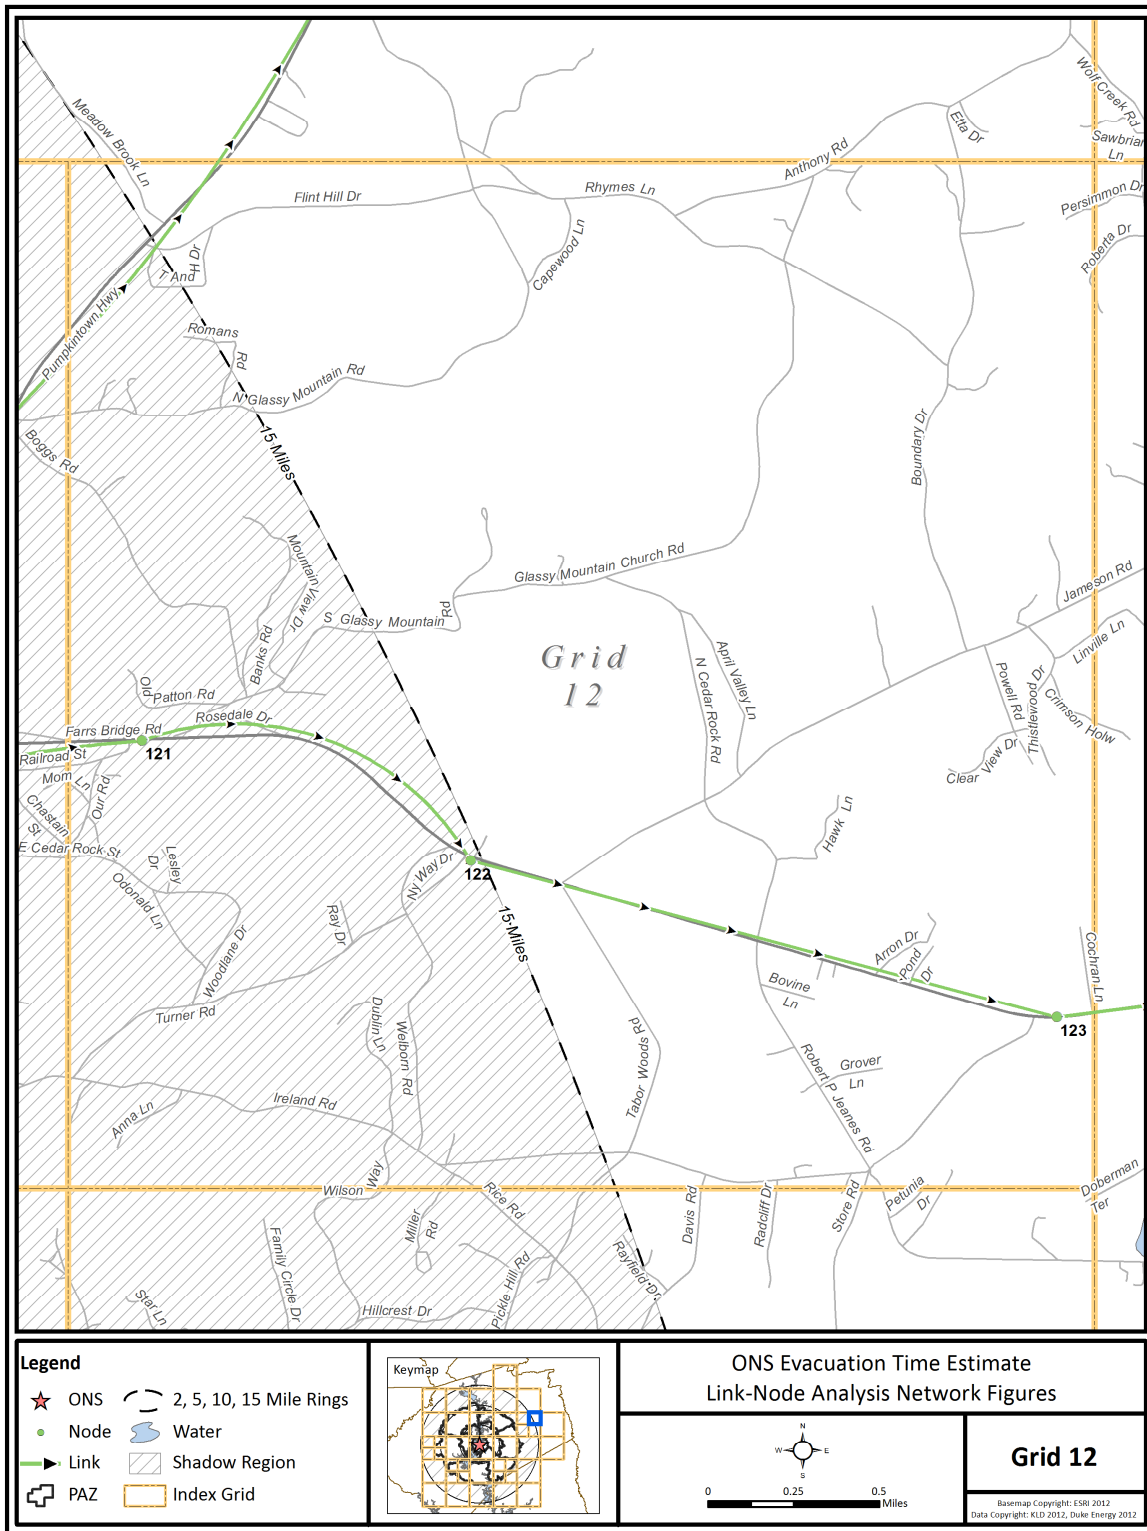 Wolf Creek Rd
Meadow Brook Ln
Etta Dr
Sawbriar
Ln
Anthony Rd
Flint Hill Dr
Rhymes Ln
Persimmon Dr
Roberta Dr
Capewood Ln
T And H Dr
Pumpkintown Hwy
Romans
Rd
N Glassy Mountain Rd
15 Miles
Boggs Rd
Boundary Dr
Mountain View Dr
Glassy Mountain Church Rd
Jameson Rd
S Glassy Mountain Rd
Linville Ln
Banks Rd
Grid
12
April Valley Ln
N Cedar Rock Rd
Powell Rd
Thistlewood Dr
Crimson Holw
Old
Patton Rd
Rosedale Dr
Farrs Bridge Rd
121
Railroad St
Mom Ln
Our Rd
Clear View Dr
Chastain
St
Hawk Ln
E Cedar Rock St
Lesley
Dr
Ny Way Dr
122
Odonald Ln
15 Miles
Ray Dr
Woodlane Dr
Arron Dr
Pond
Dr
Cochran Ln
Bovine
Ln
Turner Rd
Dublin Ln
Welborn Rd
Tabor Woods Rd
123
Robert P Jeanes Rd
Grover
Ln
Anna Ln
Ireland Rd
Wilson Way
Rice Rd
Davis Rd
Radcliff Dr
Store Rd
Petunia
Dr
Doberman
Ter
Miller
Rd
Family Circle Dr
Rayfield Dr
Pickle Hill Rd
Star Ln
Hillcrest Dr
Legend
ONS
2, 5, 10, 15 Mile Rings
Node
Water
Link
Shadow Region
PAZ
Index Grid
Keymap
ONS Evacuation Time Estimate
Link-Node Analysis Network Figures
N
W E
S
0 0.25 0.5
Miles
Grid 12
Basemap Copyright: ESRI 2012
Data Copyright: KLD 2012, Duke Energy 2012